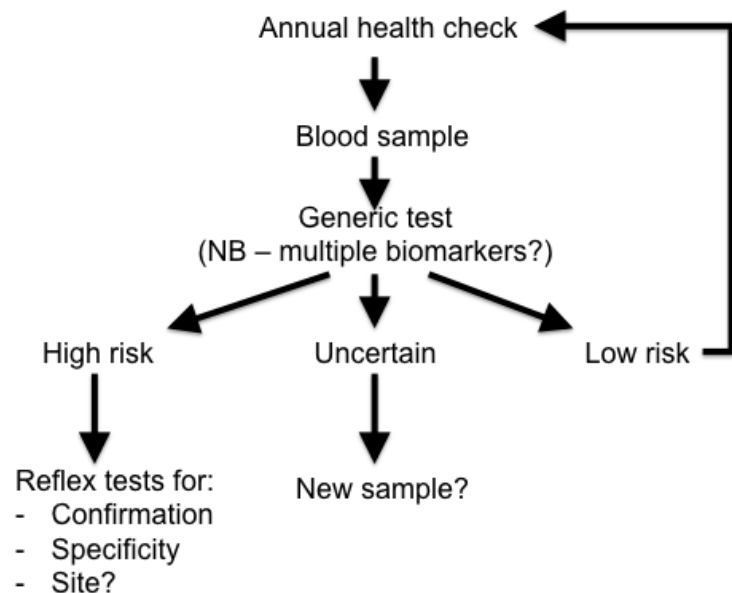 Annual health check
Blood sample
Generic test
(NB – multiple biomarkers?)
High risk
Uncertain
Low risk
Reflex tests for:
- Confirmation
- Specificity
- Site?
New sample?